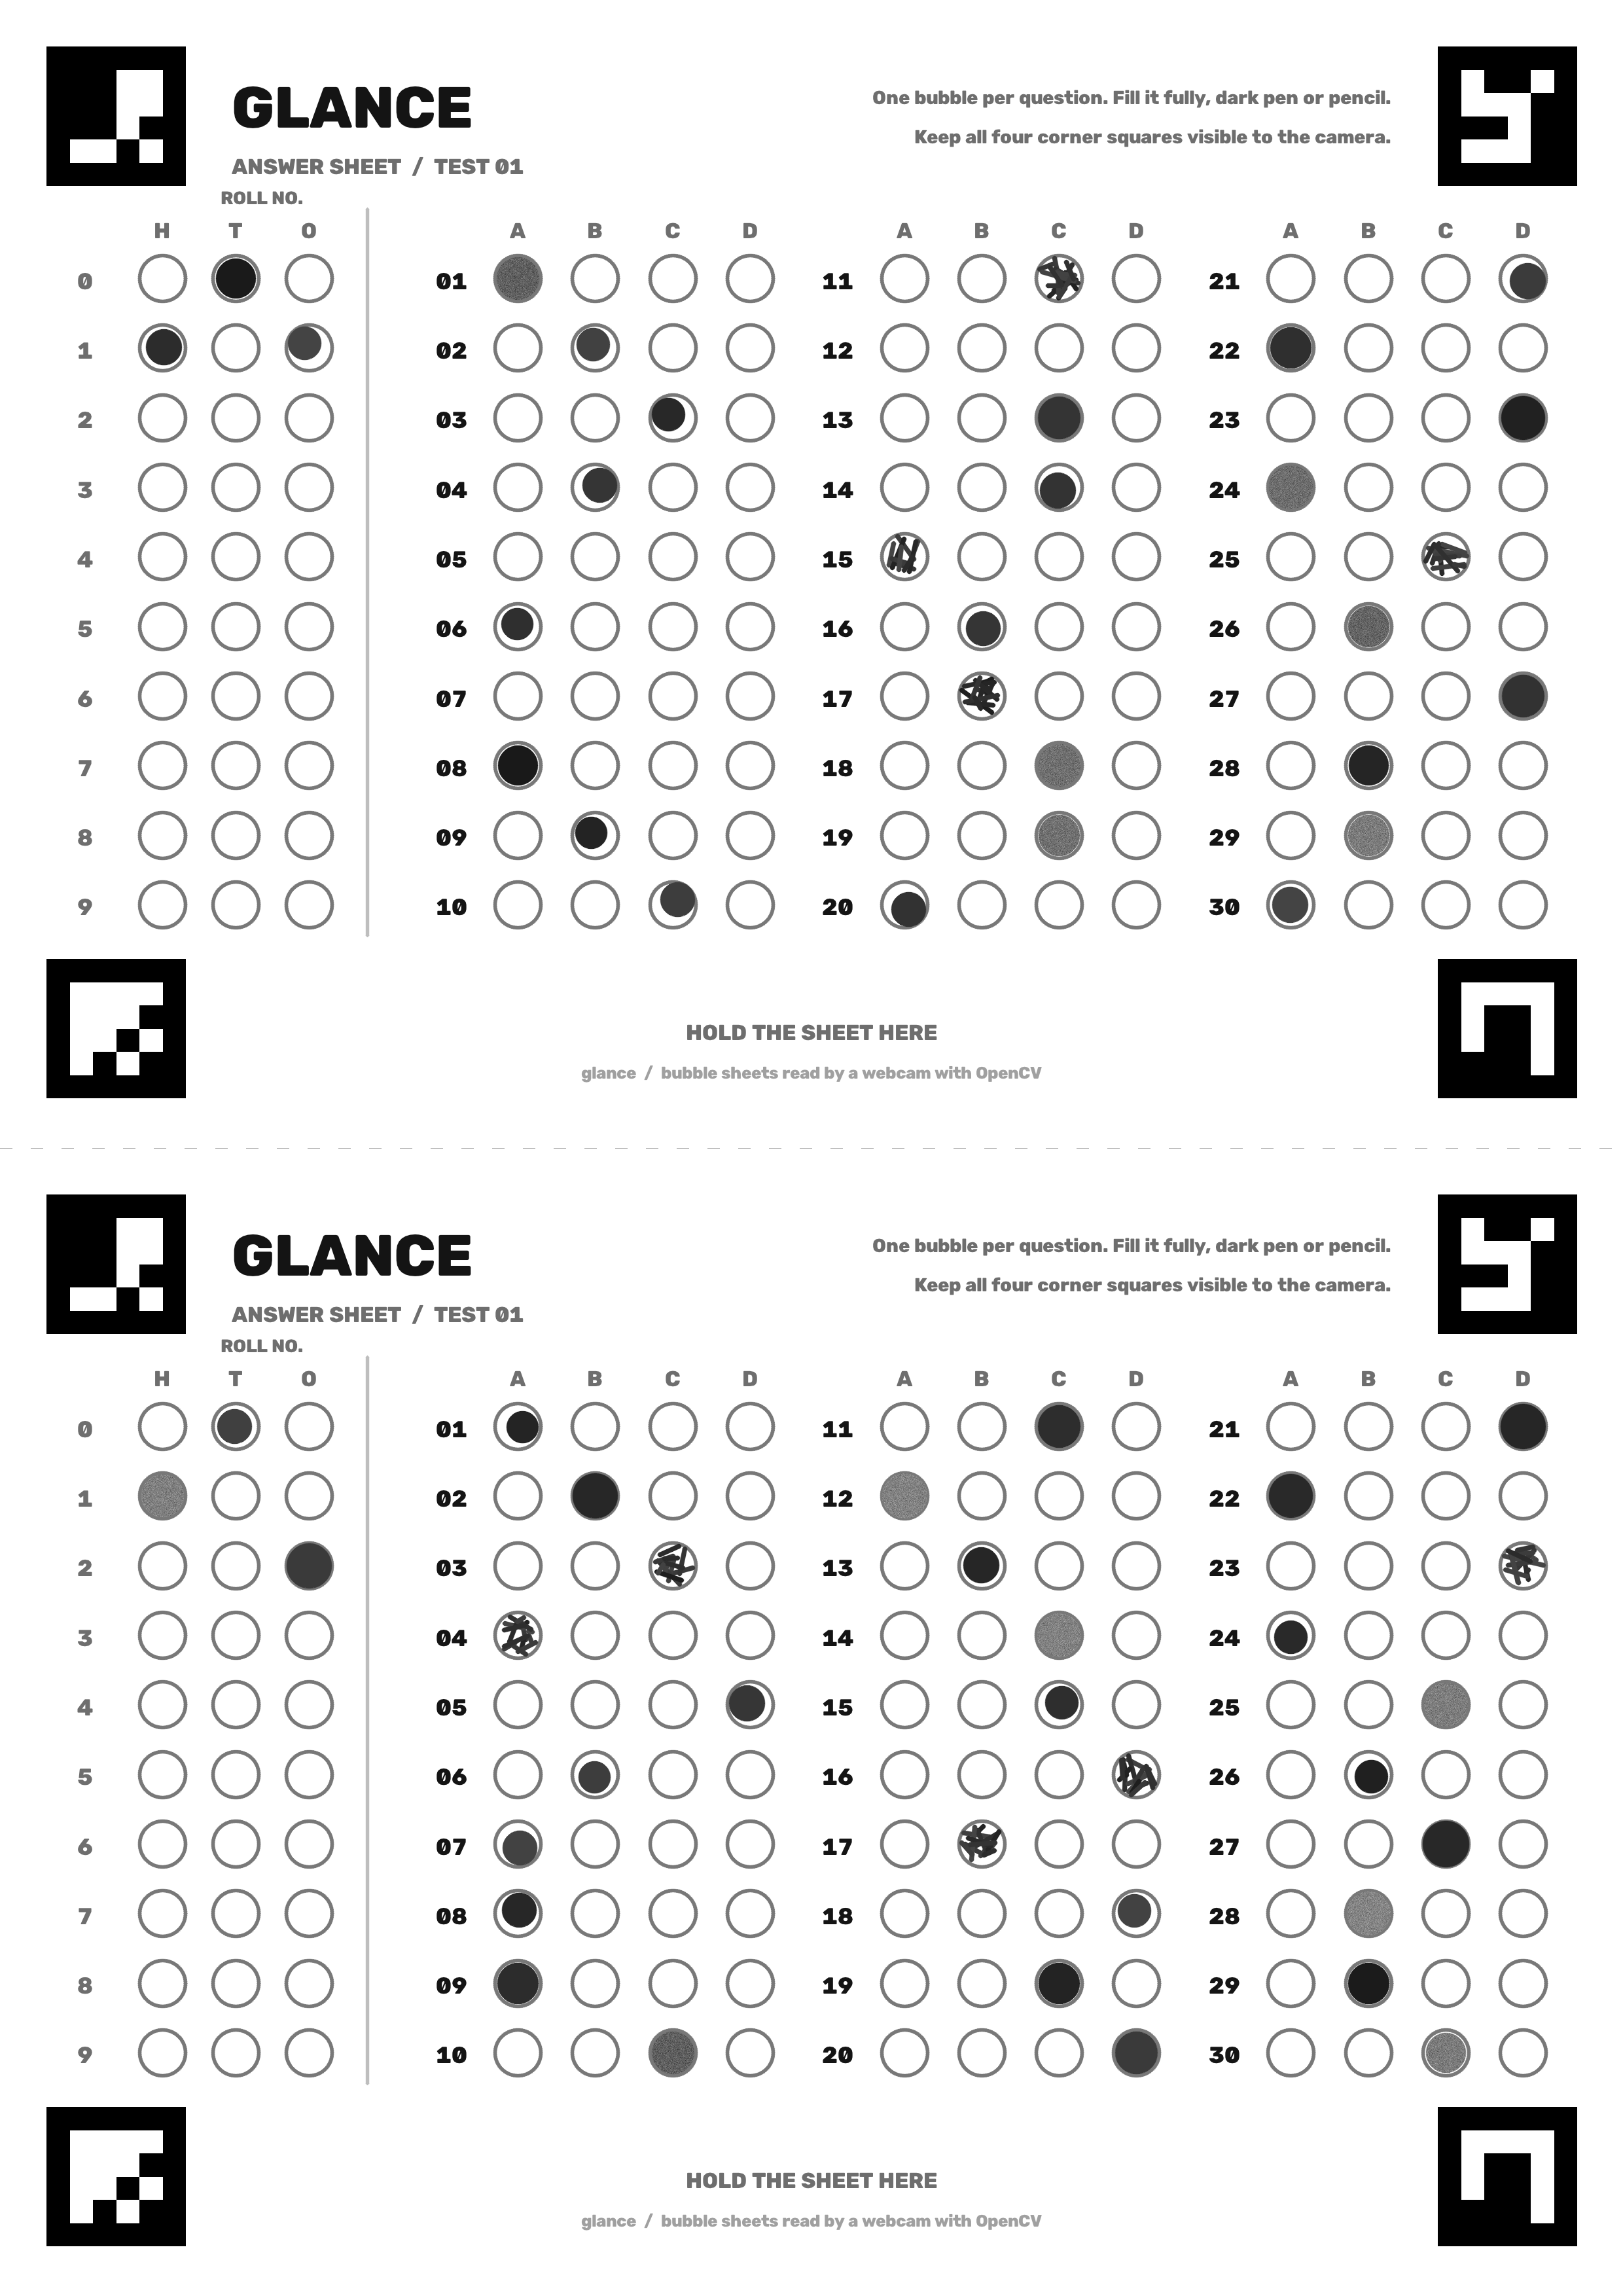 GLANCE
One bubble per question. Fill it fully, dark pen or pencil.
Keep all four corner squares visible to the camera.
ANSWER SHEET / TEST 01
ROLL NO.
H T O A B C D A B C D A B C D
0 01 11 21
1 02 12 22
2 03 13 23
3 04 14 24
4 05 15 25
5 06 16 26
6 07 17 27
7 08 18 28
8 09 19 29
9 10 20 30
HOLD THE SHEET HERE
glance / bubble sheets read by a webcam with OpenCV
GLANCE
One bubble per question. Fill it fully, dark pen or pencil.
Keep all four corner squares visible to the camera.
ANSWER SHEET / TEST 01
ROLL NO.
H T O A B C D A B C D A B C D
0 01 11 21
1 02 12 22
2 03 13 23
3 04 14 24
4 05 15 25
5 06 16 26
6 07 17 27
7 08 18 28
8 09 19 29
9 10 20 30
HOLD THE SHEET HERE
glance / bubble sheets read by a webcam with OpenCV